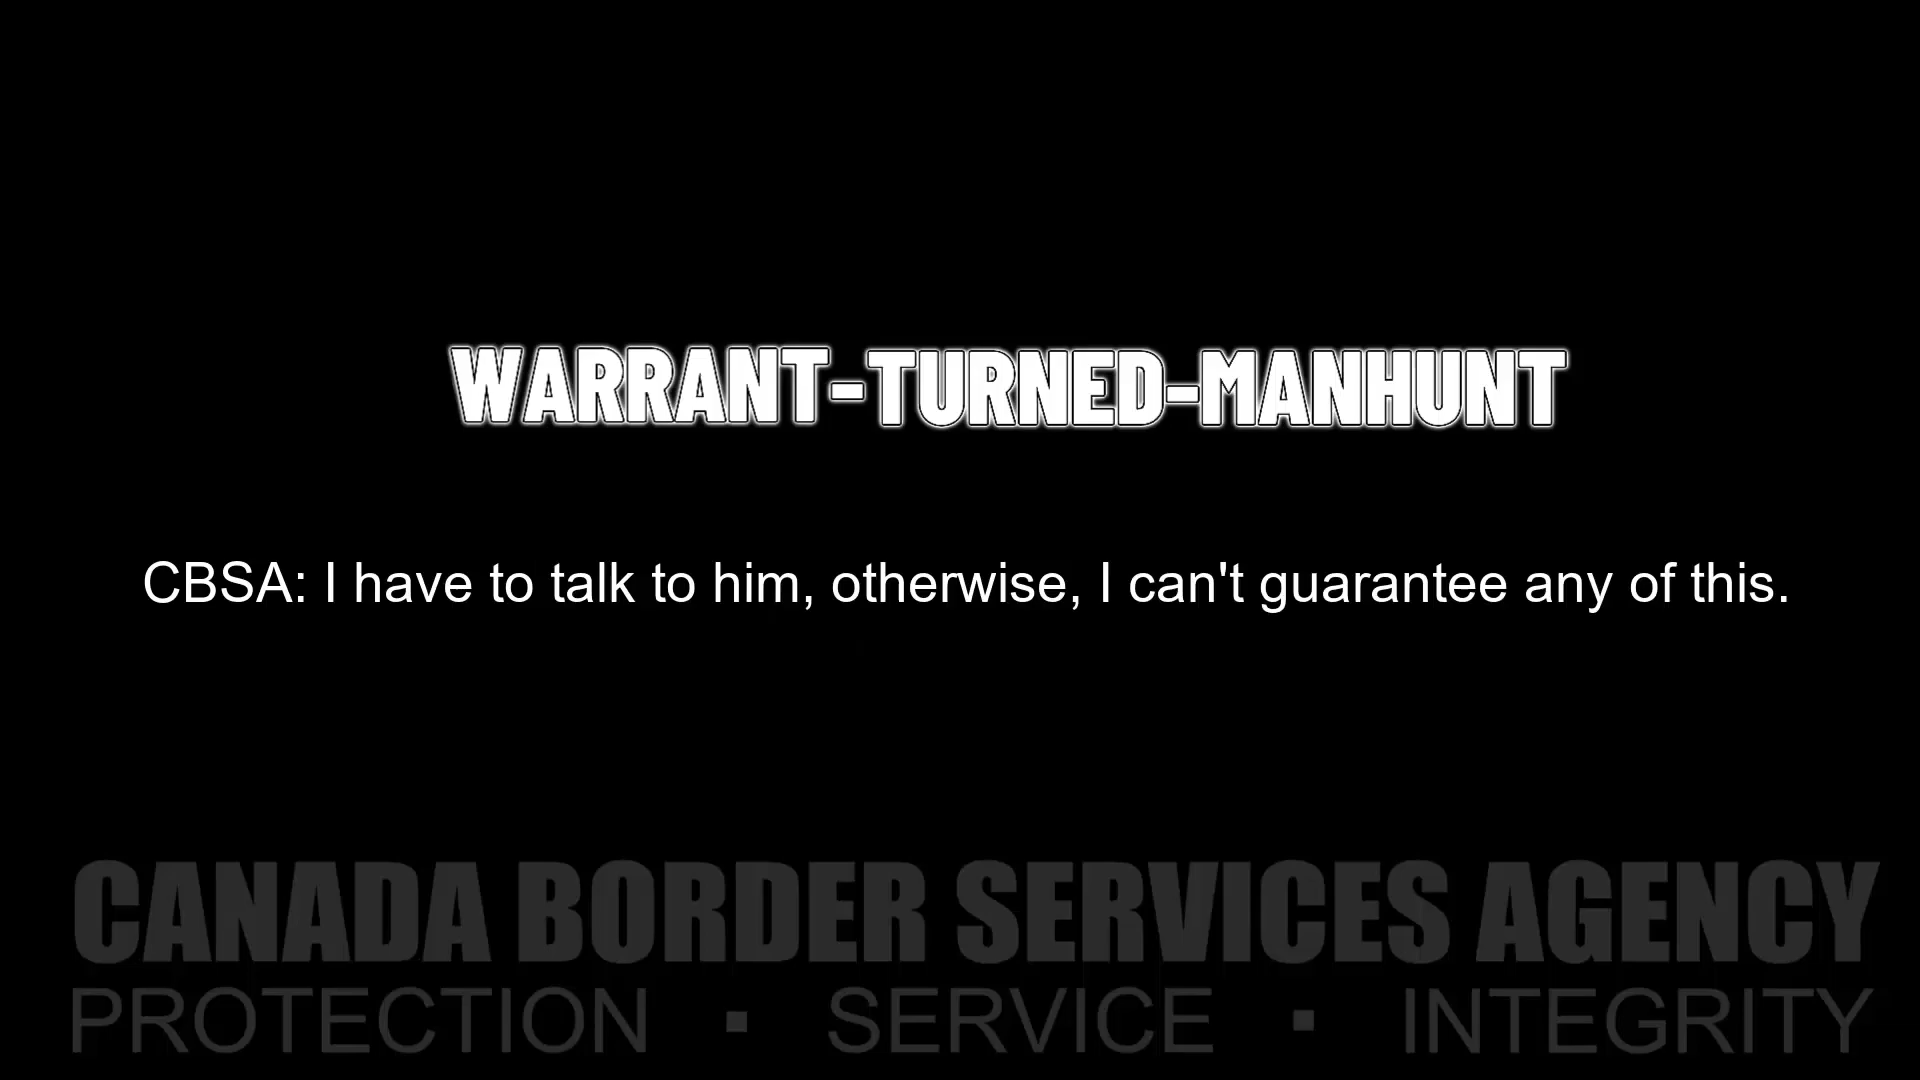 WARRANT-TURNED-MANHUNT
CBSA: I have to talk to him, otherwise, I can't guarantee any of this.
CANADA BORDER SERVICES AGENCY
PROTECTION ▪ SERVICE ▪ INTEGRITY